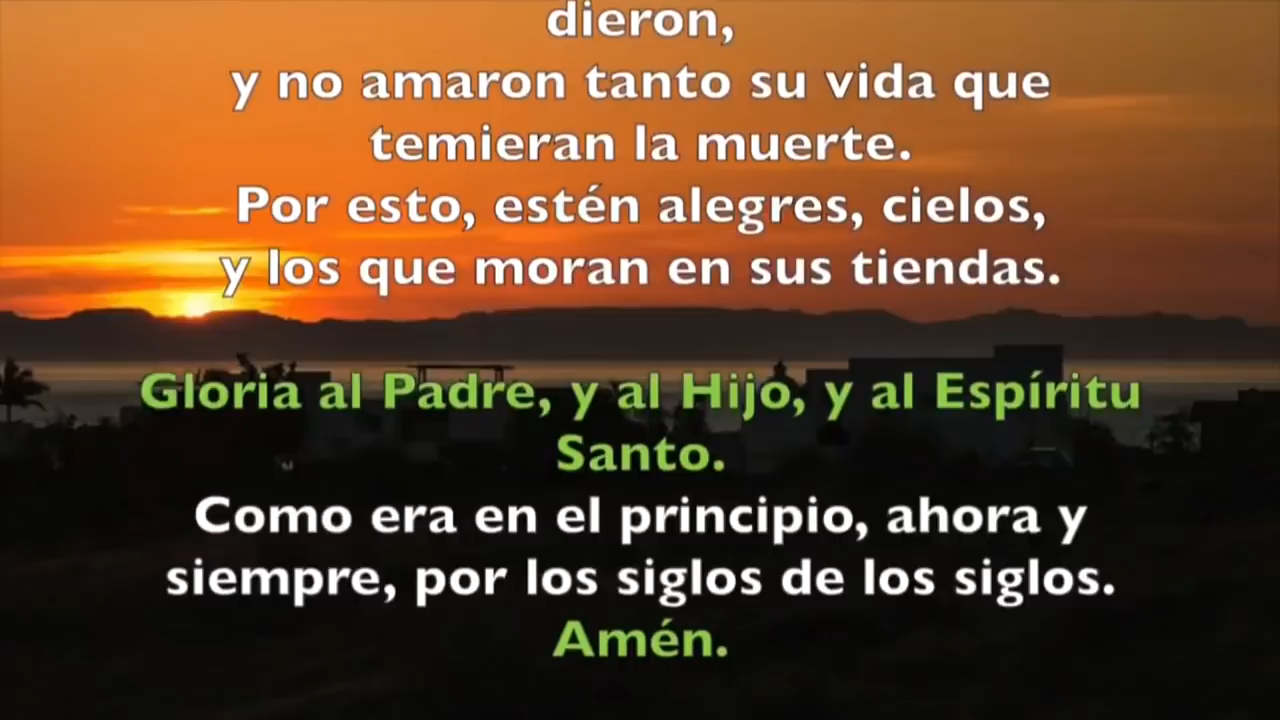 dieron,
y no amaron tanto su vida que
temieran la muerte.
Por esto, estén alegres, cielos,
y los que moran en sus tiendas.
Gloria al Padre, y al Hijo, y al Espíritu
Santo.
Como era en el principio, ahora y
siempre, por los siglos de los siglos.
Amén.